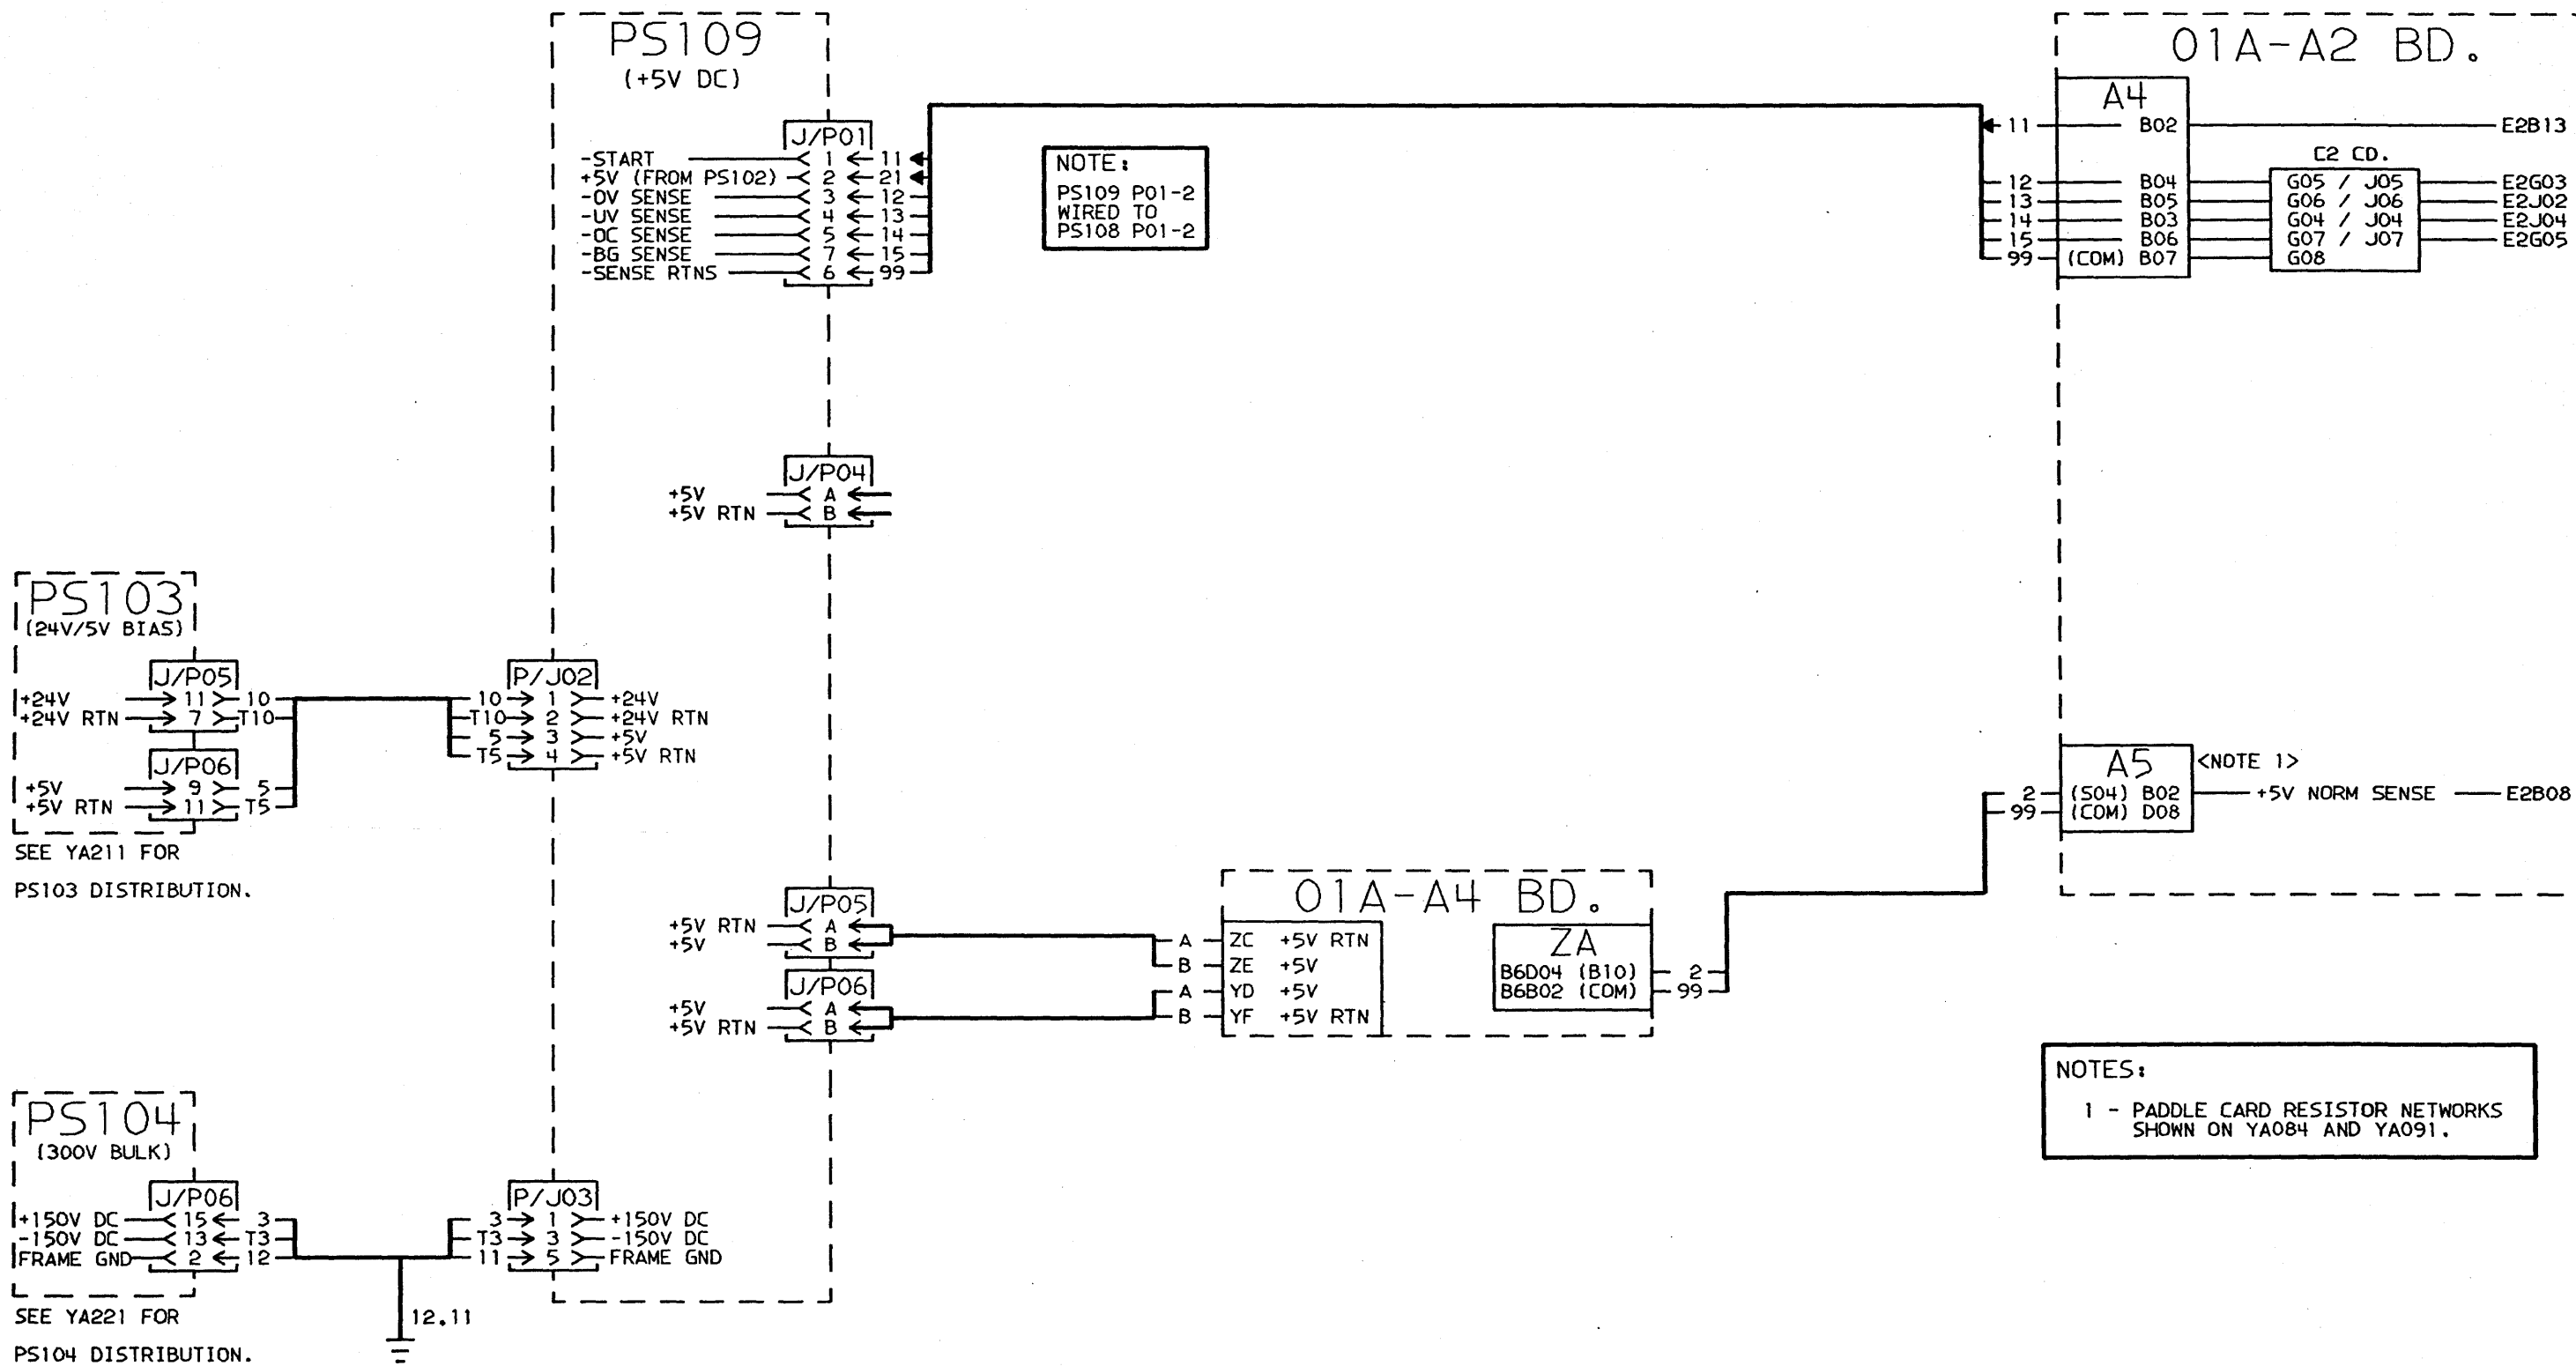 PS109
(+5V DC)
J/P01
-START 1 11
+5V (FROM PS102) 2 21
-OV SENSE 3 12
-UV SENSE 4 13
-OC SENSE 5 14
-BG SENSE 7 15
-SENSE RTNS 6 99
NOTE:
PS109 P01-2
WIRED TO
PS108 P01-2
01A-A2 BD.
A4
11 B02 E2B13
C2 CD.
12 B04 G05 / J05 E2G03
13 B05 G06 / J06 E2J02
14 B03 G04 / J04 E2J04
15 B06 G07 / J07 E2G05
99 (COM) B07 G08
J/P04
+5V A
+5V RTN B
PS103
(24V/5V BIAS)
J/P05
+24V 11 10
+24V RTN 7 T10
J/P06
+5V 9 5
+5V RTN 11 T5
SEE YA211 FOR
PS103 DISTRIBUTION.
P/J02
10 1 +24V
T10 2 +24V RTN
5 3 +5V
T5 4 +5V RTN
A5 <NOTE 1>
2 (S04) B02 +5V NORM SENSE E2B08
99 (COM) D08
J/P05
+5V RTN A
+5V B
J/P06
+5V A
+5V RTN B
01A-A4 BD.
A ZC +5V RTN
B ZE +5V
A YD +5V
B YF +5V RTN
ZA
B6D04 (B10) 2
B6B02 (COM) 99
NOTES:
1 - PADDLE CARD RESISTOR NETWORKS
SHOWN ON YA084 AND YA091.
PS104
(300V BULK)
J/P06
+150V DC 15 3
-150V DC 13 T3
FRAME GND 2 12
SEE YA221 FOR
PS104 DISTRIBUTION.
12.11
P/J03
3 1 +150V DC
T3 3 -150V DC
11 5 FRAME GND